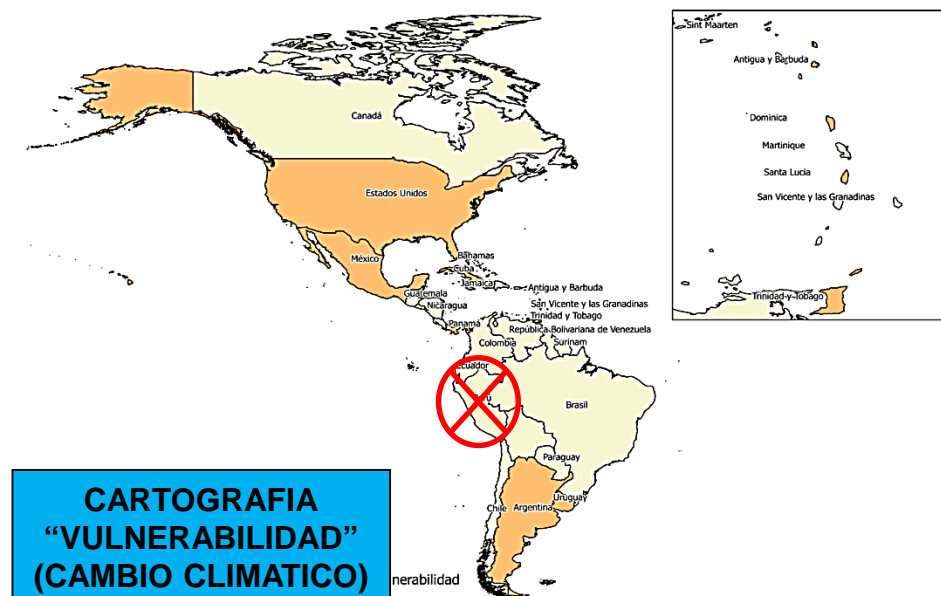 Sint Maarten
Antigua y Barbuda
Dominica
Martinique
Santa Lucia
San Vicente y las Granadinas
Trinidad y Tobago
Canadá
Estados Unidos
México
Bahamas
Cuba
Jamaica
Antigua y Barbuda
Guatemala
Nicaragua
San Vicente y las Granadinas
Trinidad y Tobago
Panamá
República Bolivariana de Venezuela
Colombia
Surinam
Ecuador
Brasil
Paraguay
Uruguay
Chile
Argentina
CARTOGRAFIA
“VULNERABILIDAD”
(CAMBIO CLIMATICO)
nerabilidad